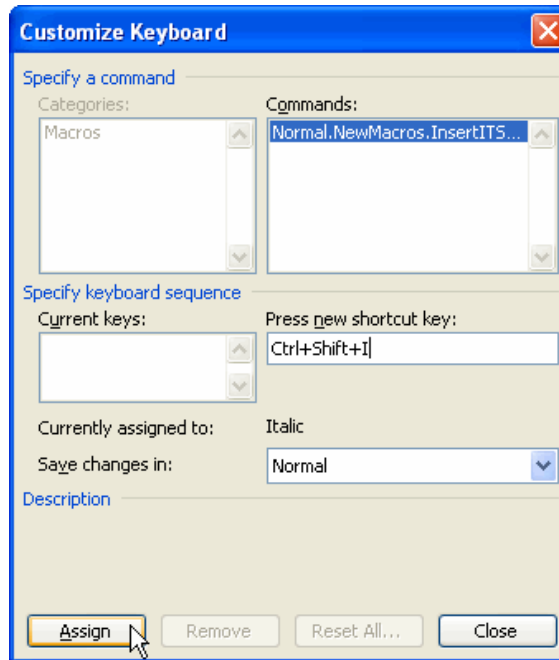 Customize Keyboard
Specify a command
Categories:
Commands:
Macros
Normal.NewMacros.InsertITS...
Specify keyboard sequence
Current keys:
Press new shortcut key:
Ctrl+Shift+I
Currently assigned to:
Italic
Save changes in:
Normal
Description
Assign
Remove
Reset All...
Close